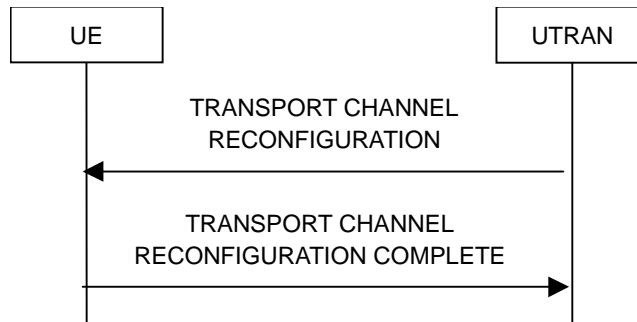 UE
UTRAN
TRANSPORT CHANNEL
RECONFIGURATION
TRANSPORT CHANNEL
RECONFIGURATION COMPLETE